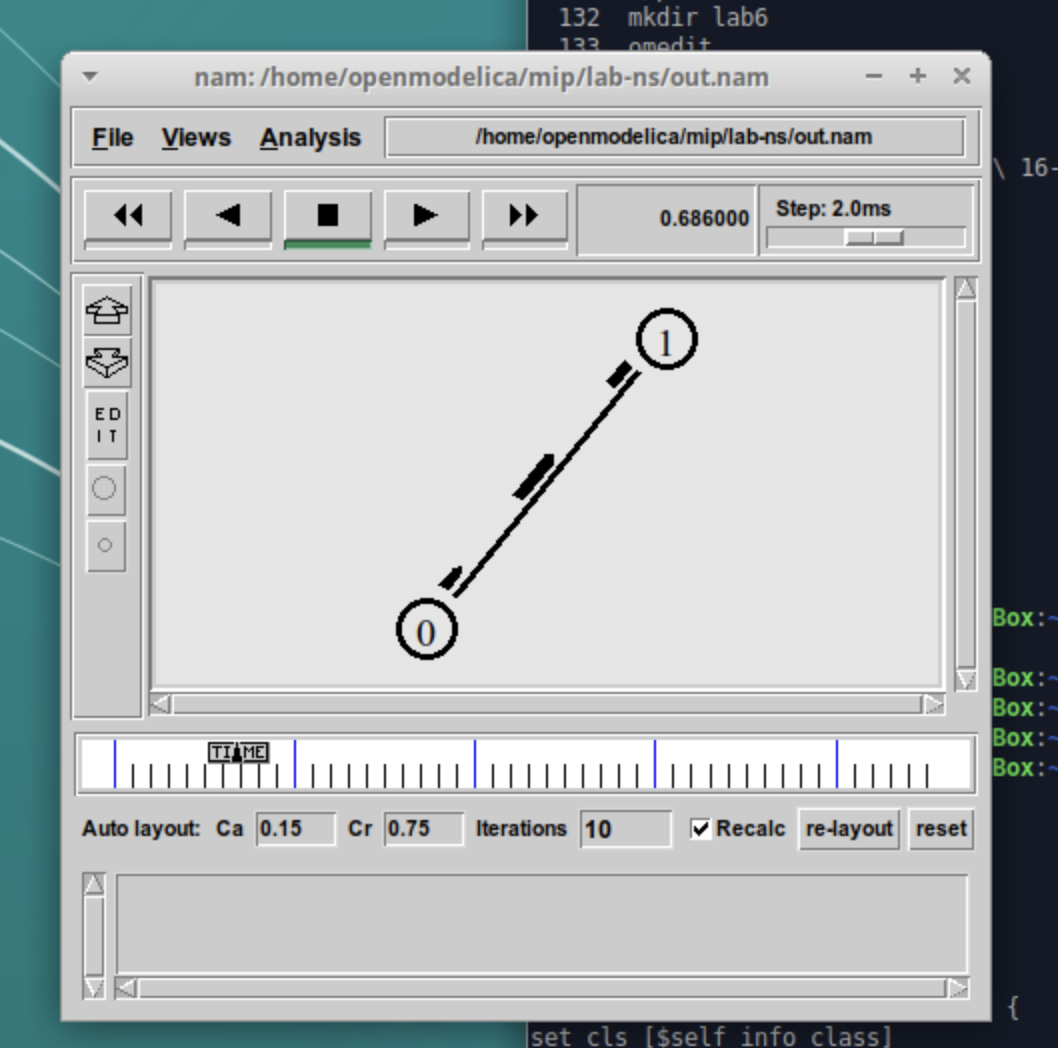 132 mkdir lab6
133 omedit
nam: /home/openmodelica/mip/lab-ns/out.nam
File Views Analysis /home/openmodelica/mip/lab-ns/out.nam
\ 16-
0.686000 Step: 2.0ms
1
ED
IT
0
Box:~
Box:~
Box:~
Box:~
Box:~
TIME
Auto layout: Ca 0.15 Cr 0.75 Iterations 10 Recalc re-layout reset
{
set cls [$self info class]